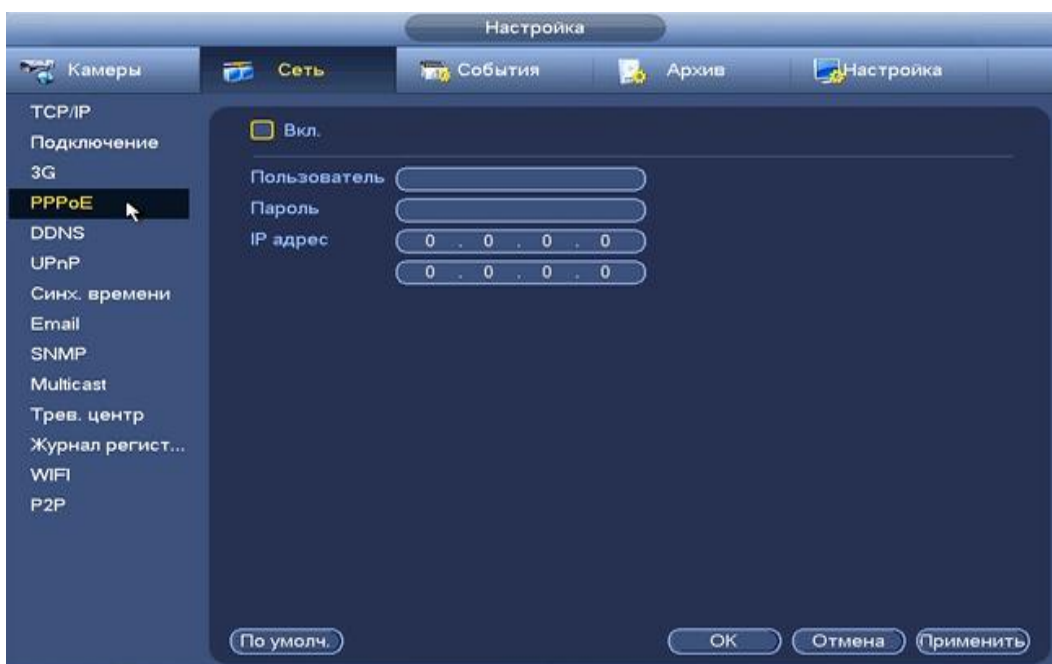 Настройка
Камеры
Сеть
События
Архив
Настройка
TCP/IP
Подключение
3G
PPPoE
DDNS
UPnP
Синх. времени
Email
SNMP
Multicast
Трев. центр
Журнал регист...
WIFI
P2P
Вкл.
Пользователь
Пароль
IP адрес 0 . 0 . 0 . 0
0 . 0 . 0 . 0
По умолч. OK Отмена Применить